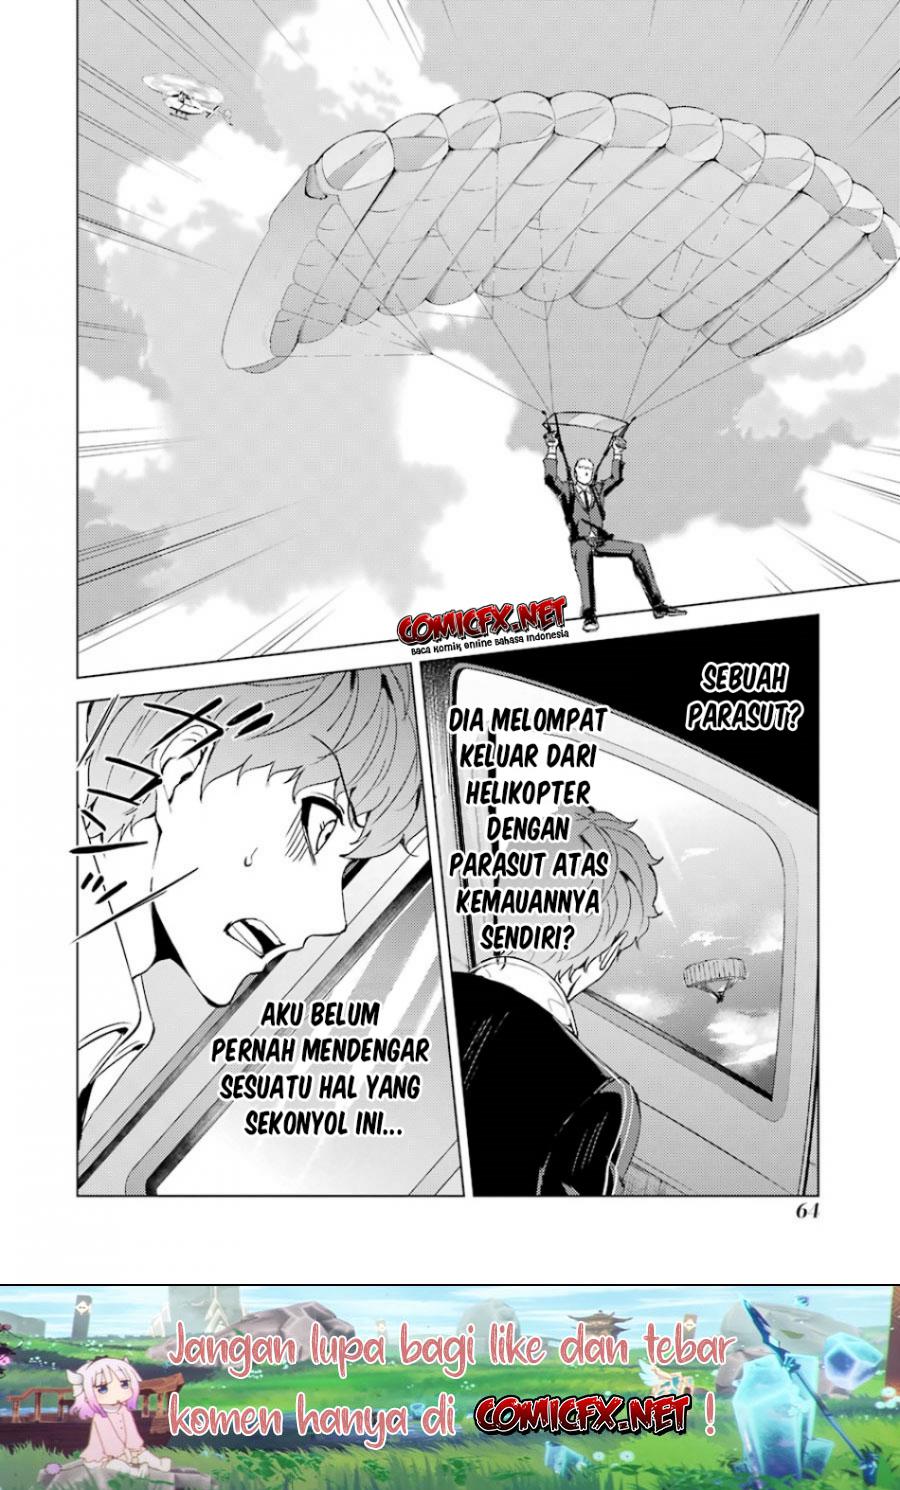 COMICFX.NET
BACA KOMIK ONLINE BAHASA INDONESIA
SEBUAH
PARASUT?
DIA MELOMPAT
KELUAR DARI
HELIKOPTER
DENGAN
PARASUT ATAS
KEMAUANNYA
SENDIRI?
AKU BELUM
PERNAH MENDENGAR
SESUATU HAL YANG
SEKONYOL INI...
64
Jangan lupa bagi like dan tebar
komen hanya di COMICFX.NET !